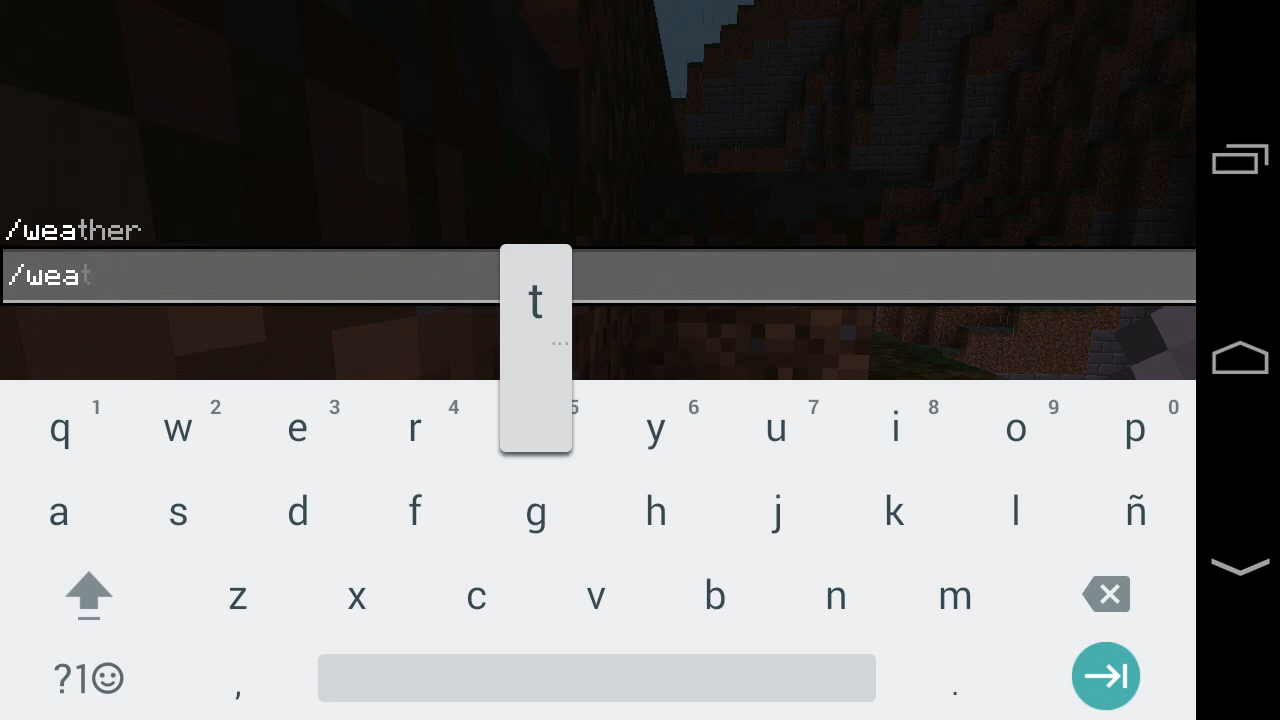 /weather
/weat
t
...
1 2 3 4 5 6 7 8 9 0
q w e r y u i o p
a s d f g h j k l ñ
z x c v b n m
?1☺ , .